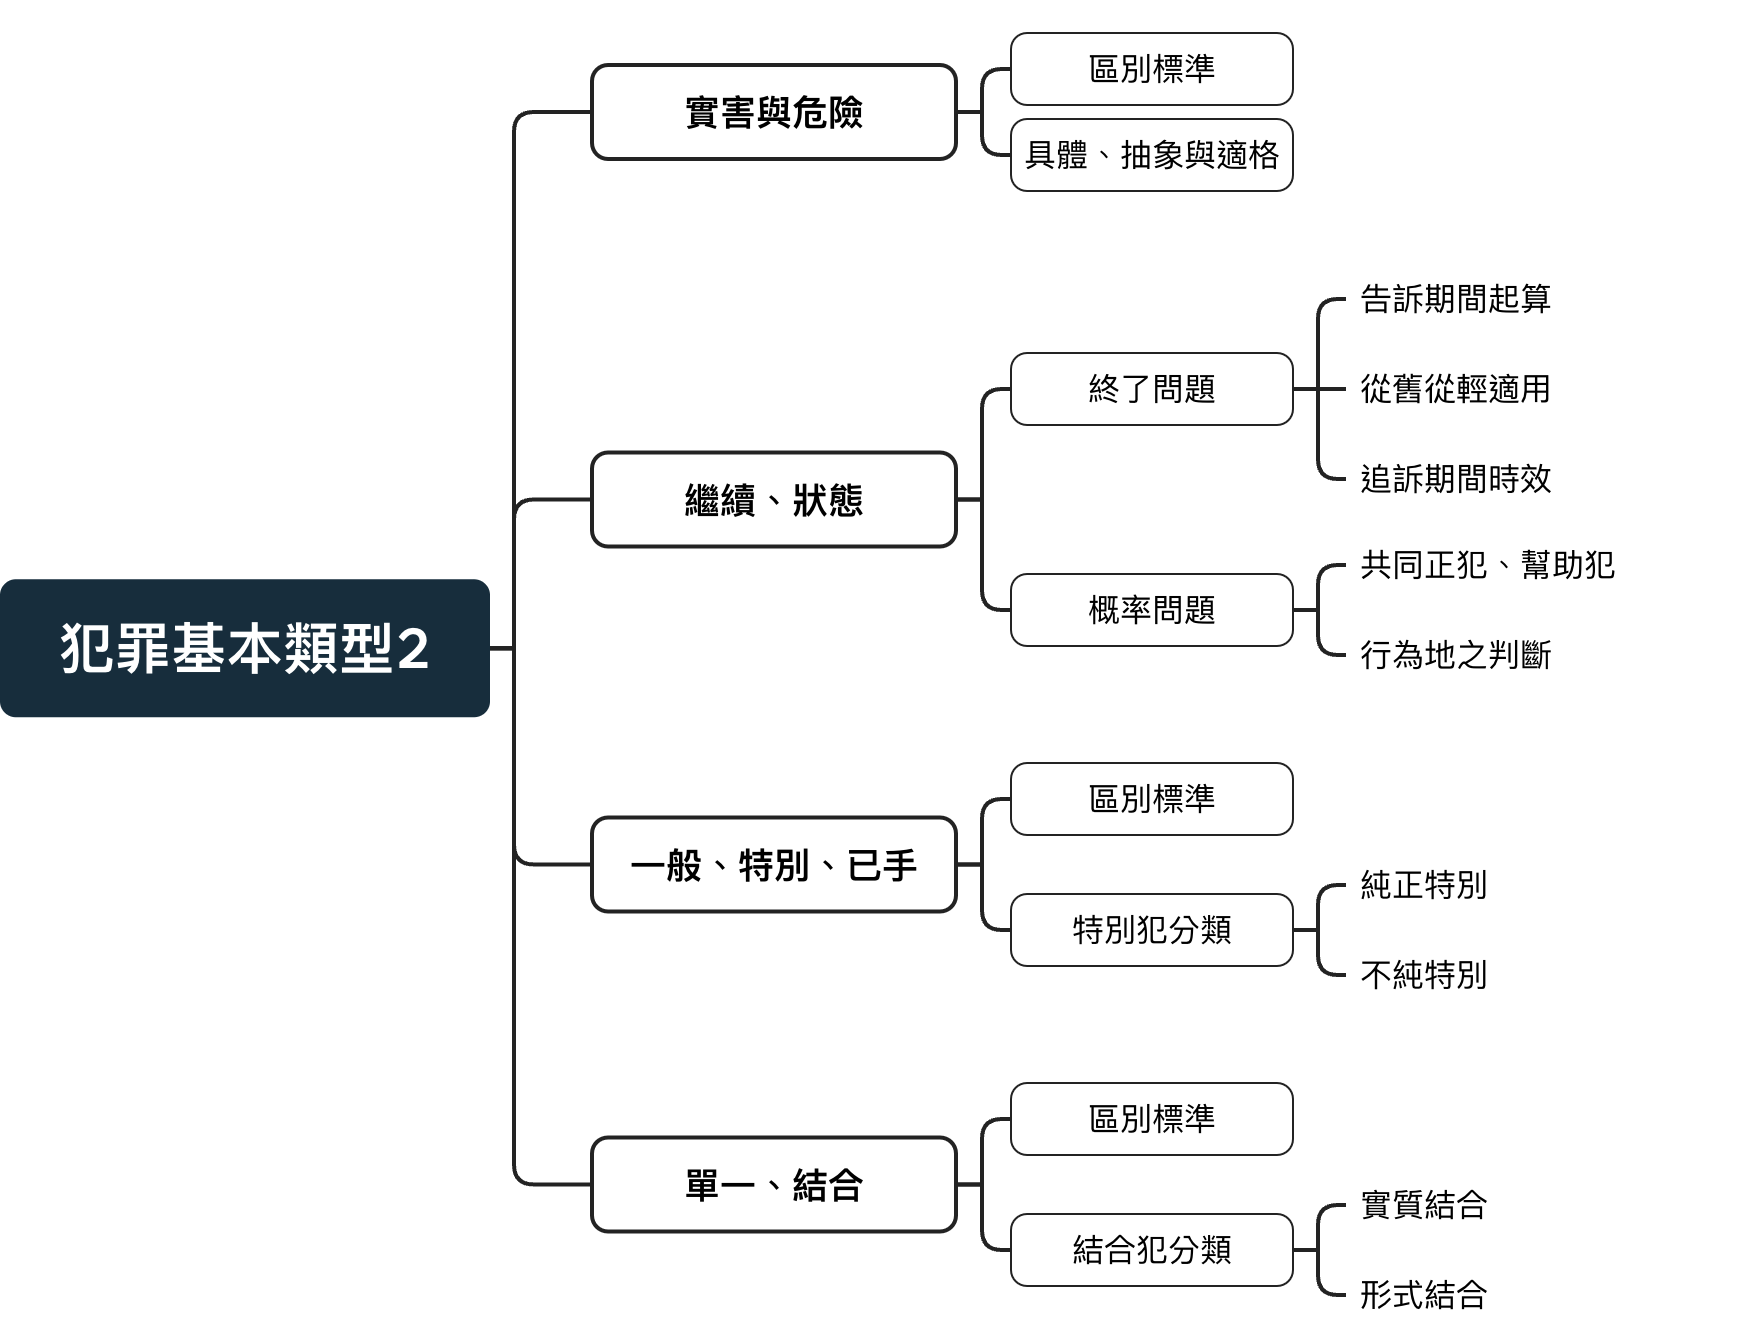 犯罪基本類型2
實害與危險
區別標準
具體、抽象與適格
繼續、狀態
終了問題
告訴期間起算
從舊從輕適用
追訴期間時效
概率問題
共同正犯、幫助犯
行為地之判斷
一般、特別、已手
區別標準
特別犯分類
純正特別
不純特別
單一、結合
區別標準
結合犯分類
實質結合
形式結合